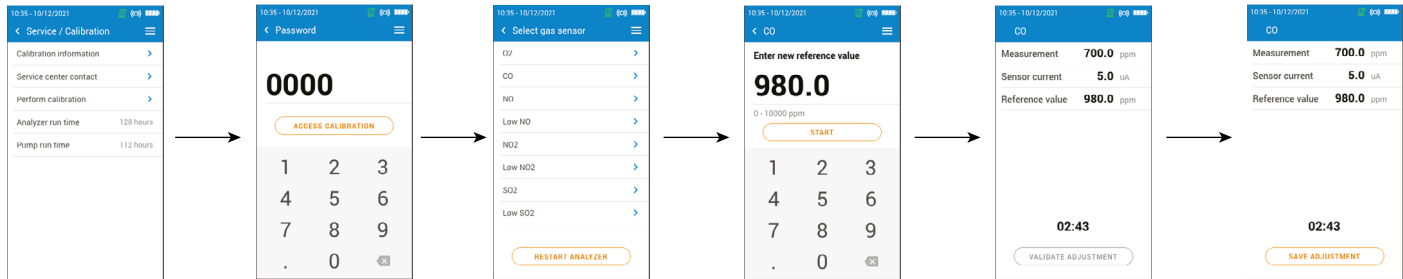 10:35 - 10/12/2021
Service / Calibration
Calibration information
Service center contact
Perform calibration
Analyzer run time 128 hours
Pump run time 112 hours
10:35 - 10/12/2021
Password
0000
ACCESS CALIBRATION
1 2 3
4 5 6
7 8 9
. 0
10:35 - 10/12/2021
Select gas sensor
O2
CO
NO
Low NO
NO2
Low NO2
SO2
Low SO2
RESTART ANALYZER
10:35 - 10/12/2021
CO
Enter new reference value
980.0
0 - 10000 ppm
START
1 2 3
4 5 6
7 8 9
. 0
10:35 - 10/12/2021
CO
Measurement 700.0 ppm
Sensor current 5.0 uA
Reference value 980.0 ppm
02:43
VALIDATE ADJUSTMENT
10:35 - 10/12/2021
CO
Measurement 700.0 ppm
Sensor current 5.0 uA
Reference value 980.0 ppm
02:43
SAVE ADJUSTMENT